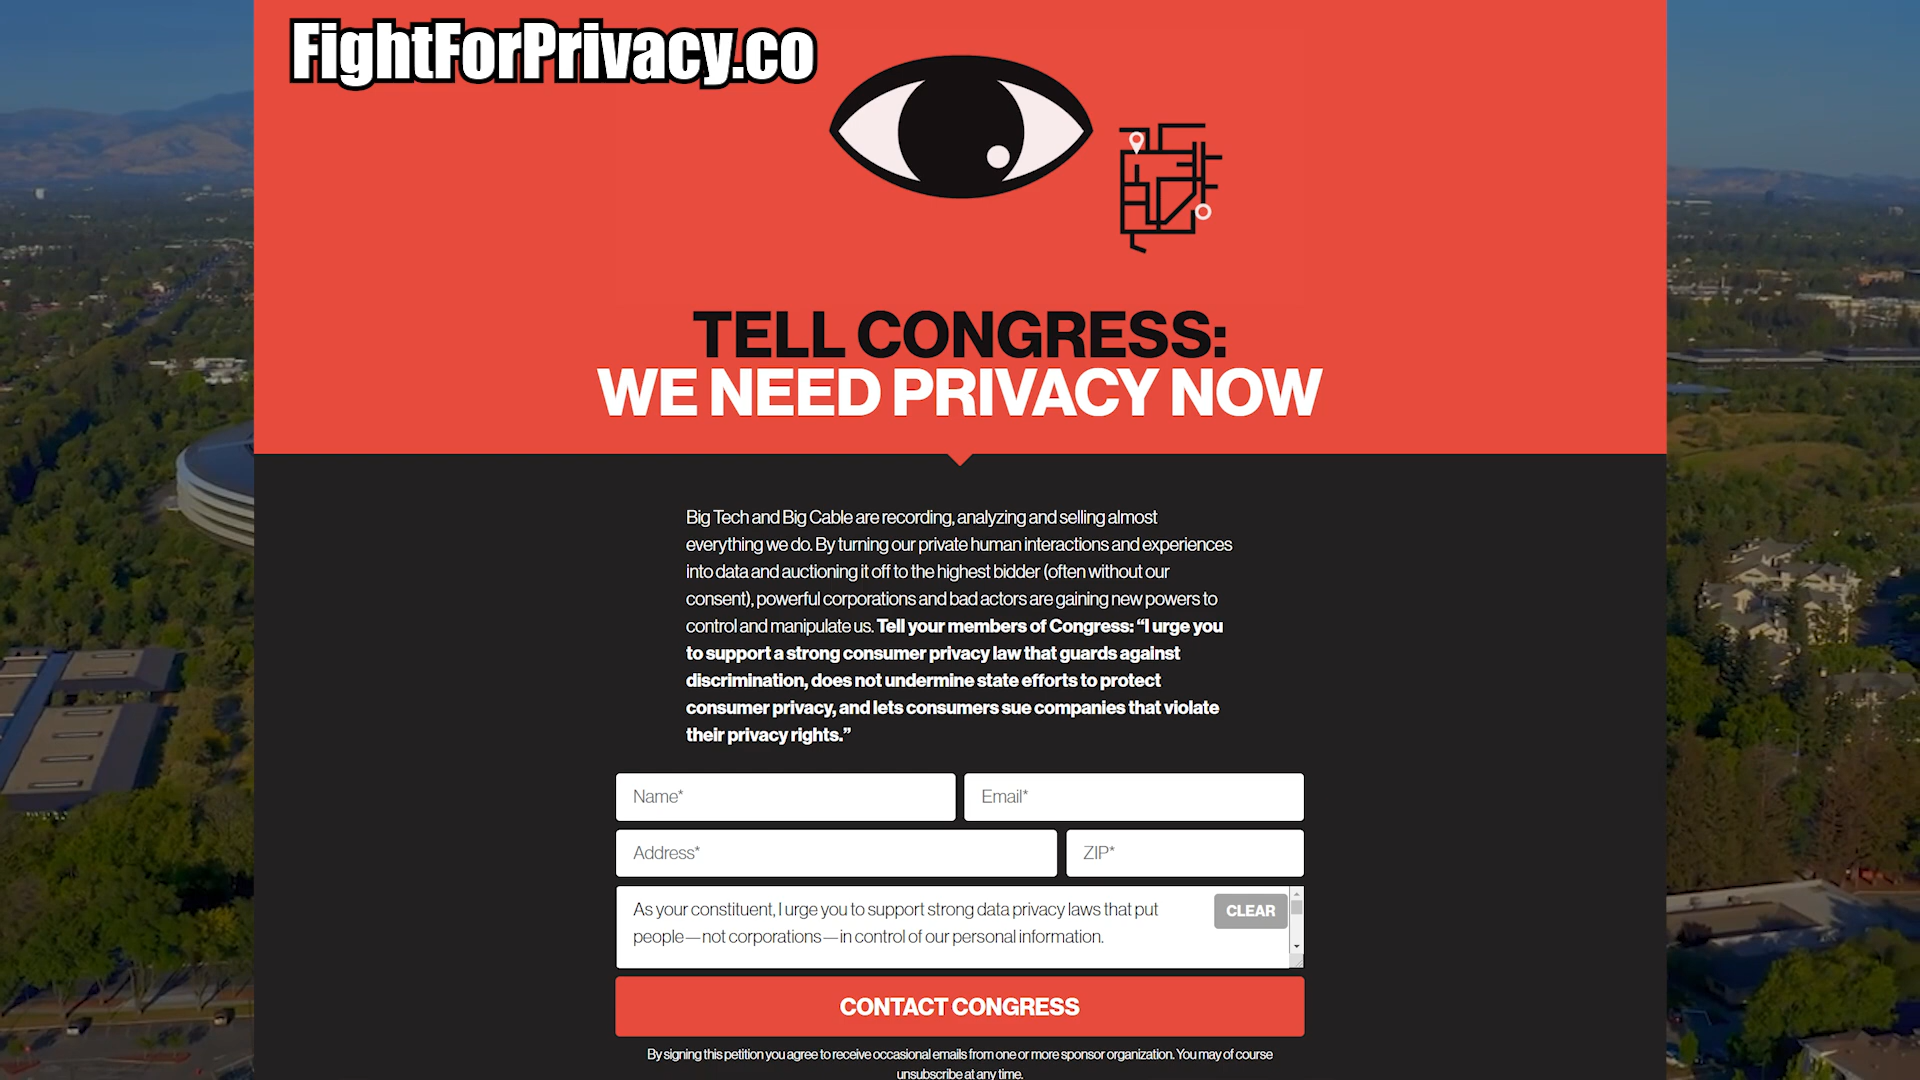 FightForPrivacy.co
TELL CONGRESS:
WE NEED PRIVACY NOW
Big Tech and Big Cable are recording, analyzing and selling almost
everything we do. By turning our private human interactions and experiences
into data and auctioning it off to the highest bidder (often without our
consent), powerful corporations and bad actors are gaining new powers to
control and manipulate us. Tell your members of Congress: “I urge you
to support a strong consumer privacy law that guards against
discrimination, does not undermine state efforts to protect
consumer privacy, and lets consumers sue companies that violate
their privacy rights.”
Name* Email*
Address* ZIP*
As your constituent, I urge you to support strong data privacy laws that put CLEAR
people—not corporations—in control of our personal information.
CONTACT CONGRESS
By signing this petition you agree to receive occasional emails from one or more sponsor organization. You may of course
unsubscribe at any time.